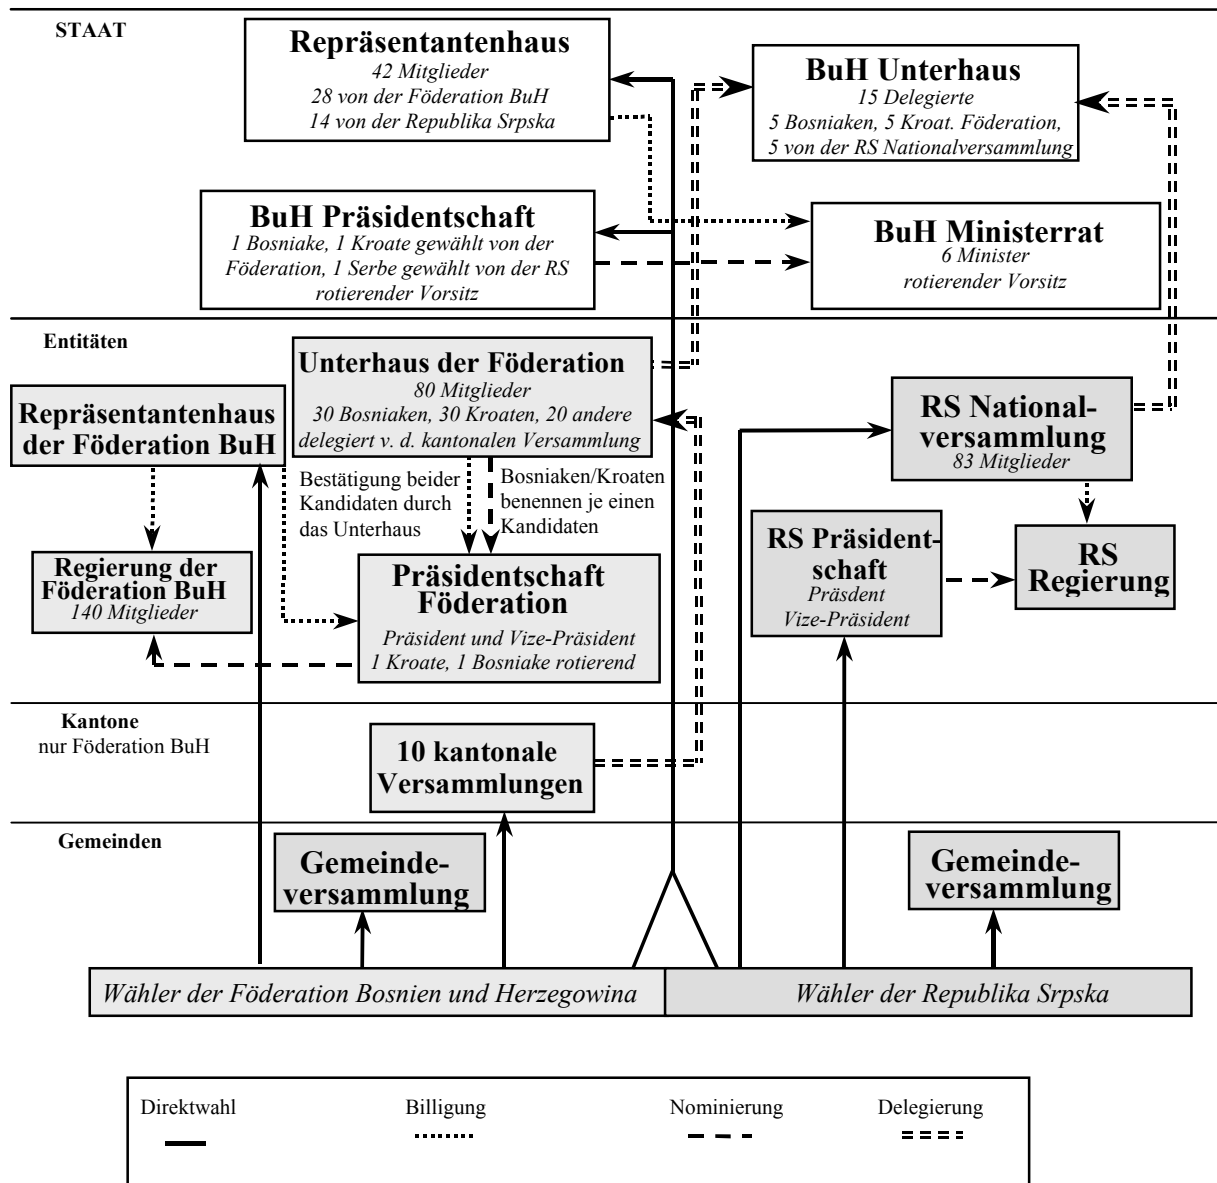 STAAT
Repräsentantenhaus
42 Mitglieder
28 von der Föderation BuH
14 von der Republika Srpska
BuH Unterhaus
15 Delegierte
5 Bosniaken, 5 Kroat. Föderation,
5 von der RS Nationalversammlung
BuH Präsidentschaft
1 Bosniake, 1 Kroate gewählt von der
Föderation, 1 Serbe gewählt von der RS
rotierender Vorsitz
BuH Ministerrat
6 Minister
rotierender Vorsitz
Entitäten
Repräsentantenhaus
der Föderation BuH
Unterhaus der Föderation
80 Mitglieder
30 Bosniaken, 30 Kroaten, 20 andere
delegiert v. d. kantonalen Versammlung
RS National-
versammlung
83 Mitglieder
Bestätigung beider
Kandidaten durch
das Unterhaus
Bosniaken/Kroaten
benennen je einen
Kandidaten
Regierung der
Föderation BuH
140 Mitglieder
Präsidentschaft
Föderation
Präsident und Vize-Präsident
1 Kroate, 1 Bosniake rotierend
RS Präsident-
schaft
Präsdent
Vize-Präsident
RS
Regierung
Kantone
nur Föderation BuH
10 kantonale
Versammlungen
Gemeinden
Gemeinde-
versammlung
Gemeinde-
versammlung
Wähler der Föderation Bosnien und Herzegowina
Wähler der Republika Srpska
Direktwahl
Billigung
Nominierung
Delegierung